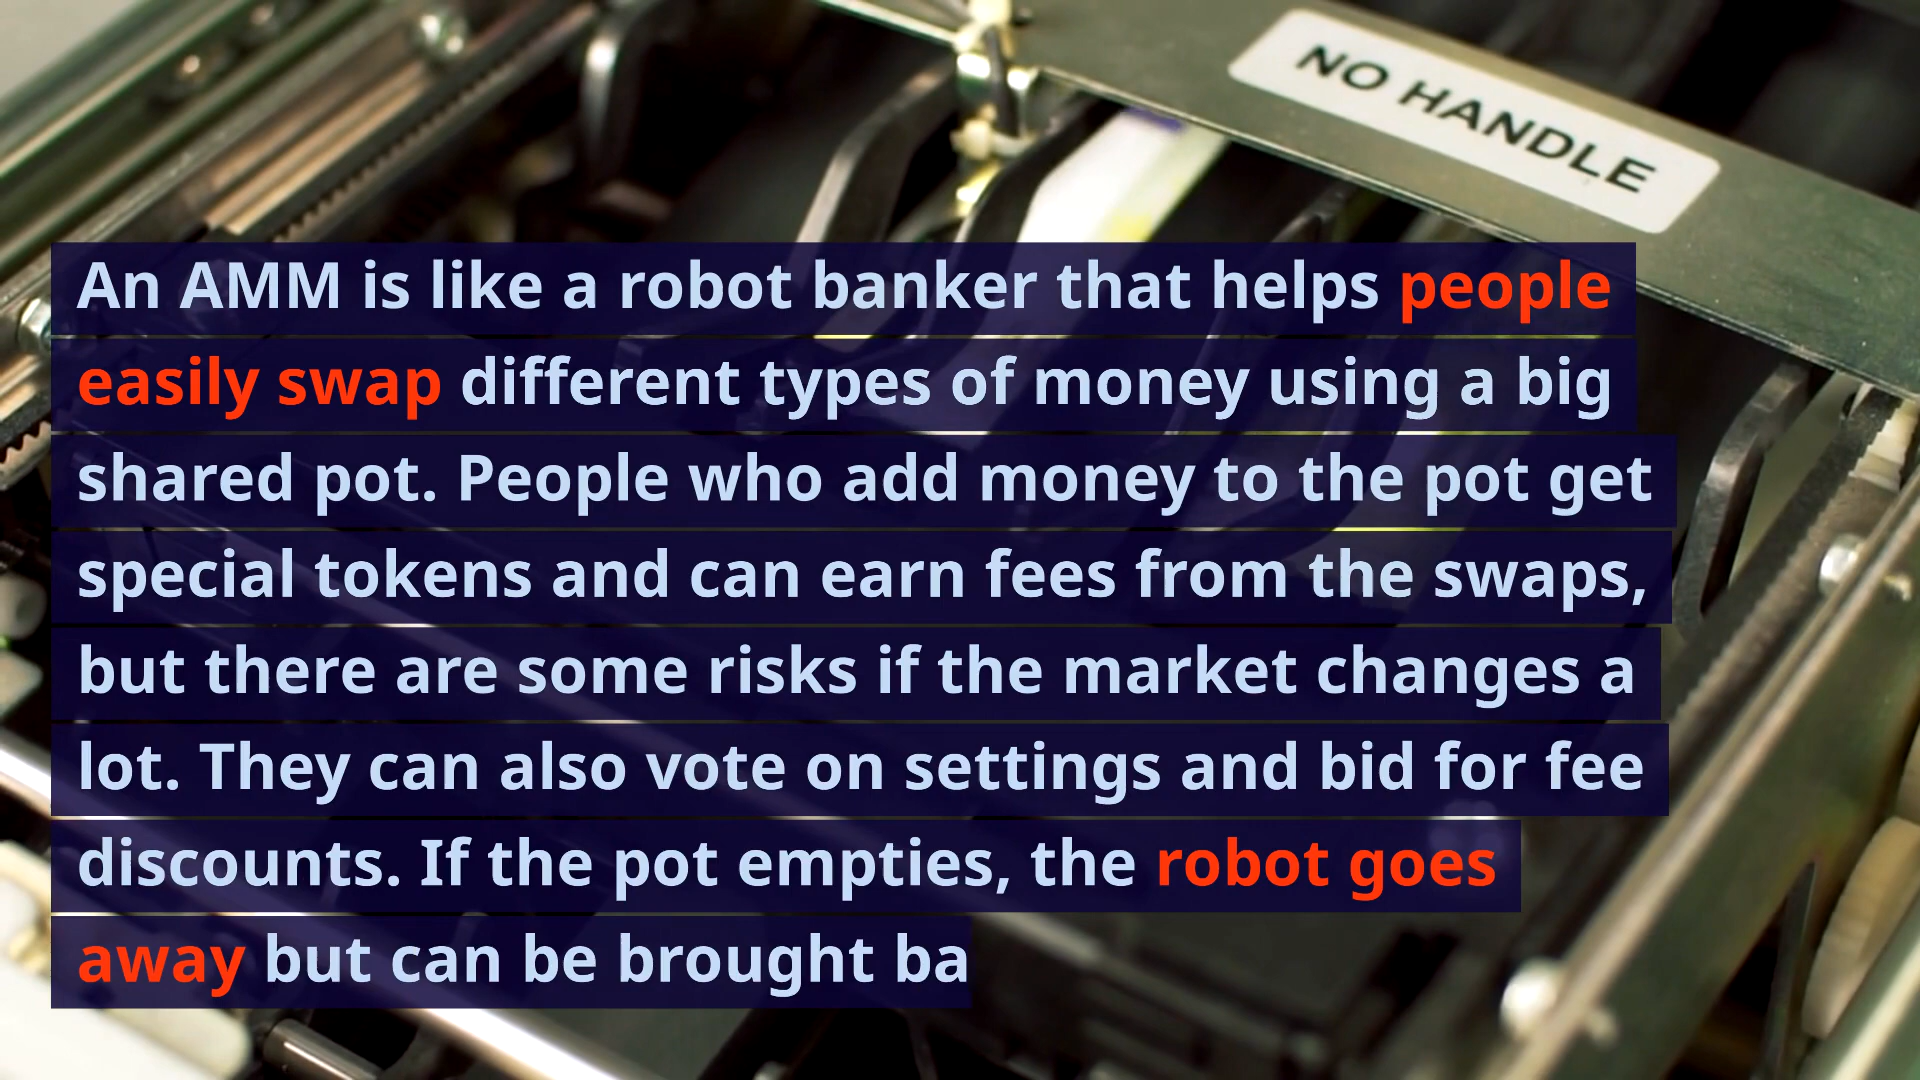 NO HANDLE
An AMM is like a robot banker that helps people
easily swap different types of money using a big
shared pot. People who add money to the pot get
special tokens and can earn fees from the swaps,
but there are some risks if the market changes a
lot. They can also vote on settings and bid for fee
discounts. If the pot empties, the robot goes
away but can be brought ba